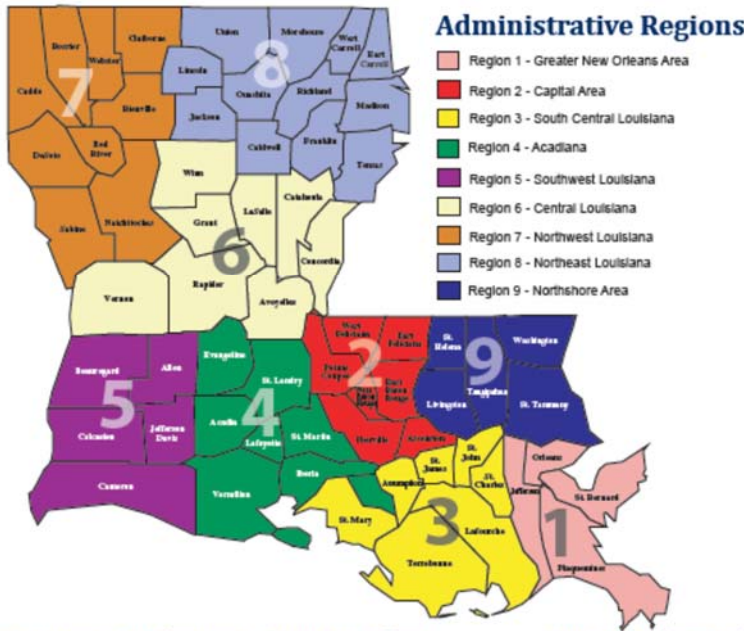 Administrative Regions
Region 1 - Greater New Orleans Area
Region 2 - Capital Area
Region 3 - South Central Louisiana
Region 4 - Acadiana
Region 5 - Southwest Louisiana
Region 6 - Central Louisiana
Region 7 - Northwest Louisiana
Region 8 - Northeast Louisiana
Region 9 - Northshore Area
7
Caddo
Bossier
Webster
Claiborne
Bienville
DeSoto
Red
River
Sabine
Natchitoches
8
Union
Morehouse
West
Carroll
East
Carroll
Lincoln
Ouachita
Richland
Madison
Jackson
Caldwell
Franklin
Tensas
6
Winn
Grant
LaSalle
Catahoula
Concordia
Vernon
Rapides
Avoyelles
5
Beauregard
Allen
Calcasieu
Jefferson
Davis
Cameron
4
Evangeline
St. Landry
Acadia
Lafayette
St. Martin
Iberia
Vermilion
2
West
Feliciana
East
Feliciana
Pointe
Coupee
East
Baton
Rouge
Iberville
Ascension
9
St.
Helena
Tangipahoa
Washington
Livingston
St. Tammany
3
Assumption
St.
James
St.
John
St.
Charles
St. Mary
Lafourche
Terrebonne
1
Orleans
Jefferson
St. Bernard
Plaquemines